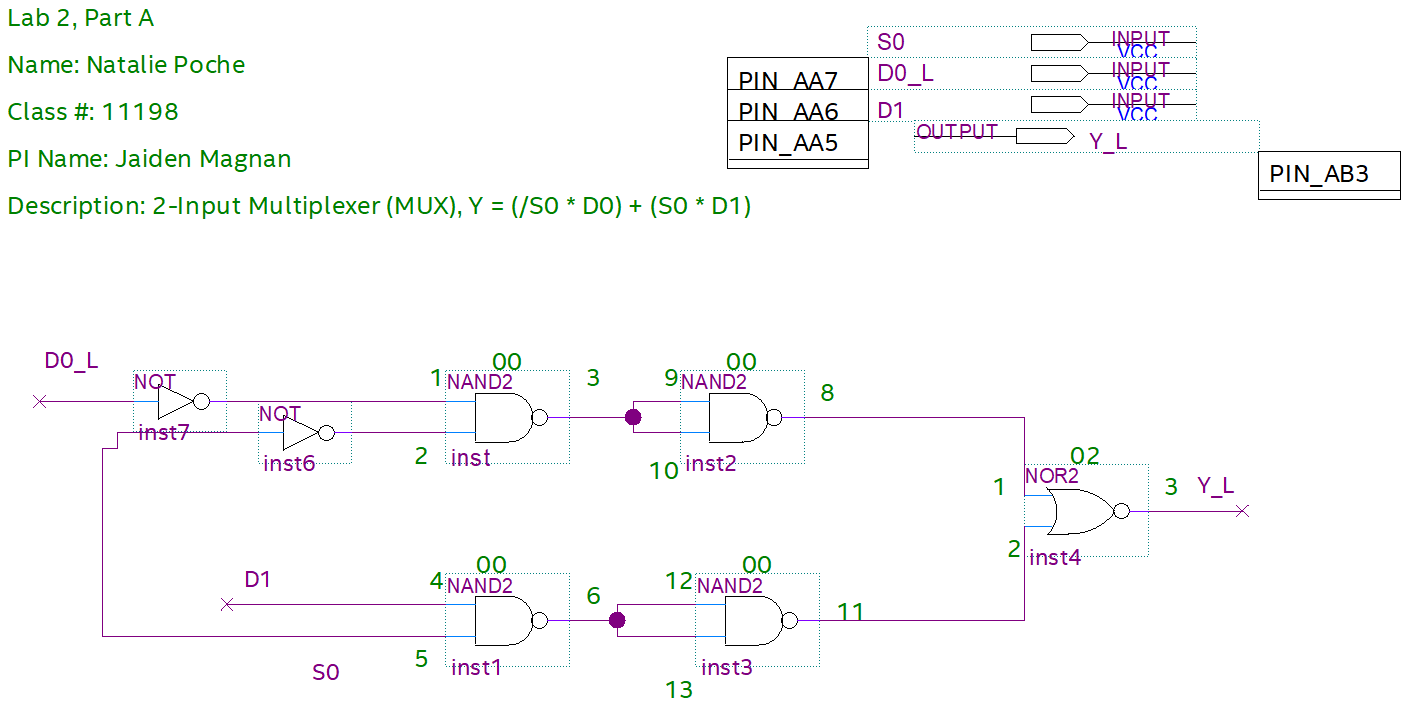 Lab 2, Part A
Name: Natalie Poche
Class #: 11198
PI Name: Jaiden Magnan
Description: 2-Input Multiplexer (MUX), Y = (/S0 * D0) + (S0 * D1)
S0
INPUT
VCC
D0_L
INPUT
VCC
D1
INPUT
VCC
PIN_AA7
PIN_AA6
PIN_AA5
OUTPUT
Y_L
PIN_AB3
D0_L
NOT
inst7
NOT
inst6
00
1
NAND2
3
2
inst
00
9
NAND2
8
10
inst2
02
NOR2
1
3
Y_L
2
inst4
D1
00
4
NAND2
6
5
inst1
S0
00
12
NAND2
11
inst3
13